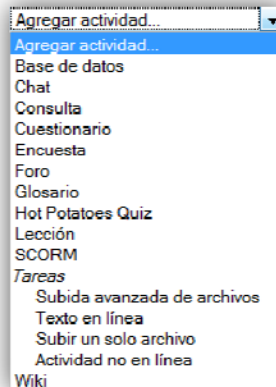 Agregar actividad...
Agregar actividad...
Base de datos
Chat
Consulta
Cuestionario
Encuesta
Foro
Glosario
Hot Potatoes Quiz
Lección
SCORM
Tareas
Subida avanzada de archivos
Texto en línea
Subir un solo archivo
Actividad no en línea
Wiki